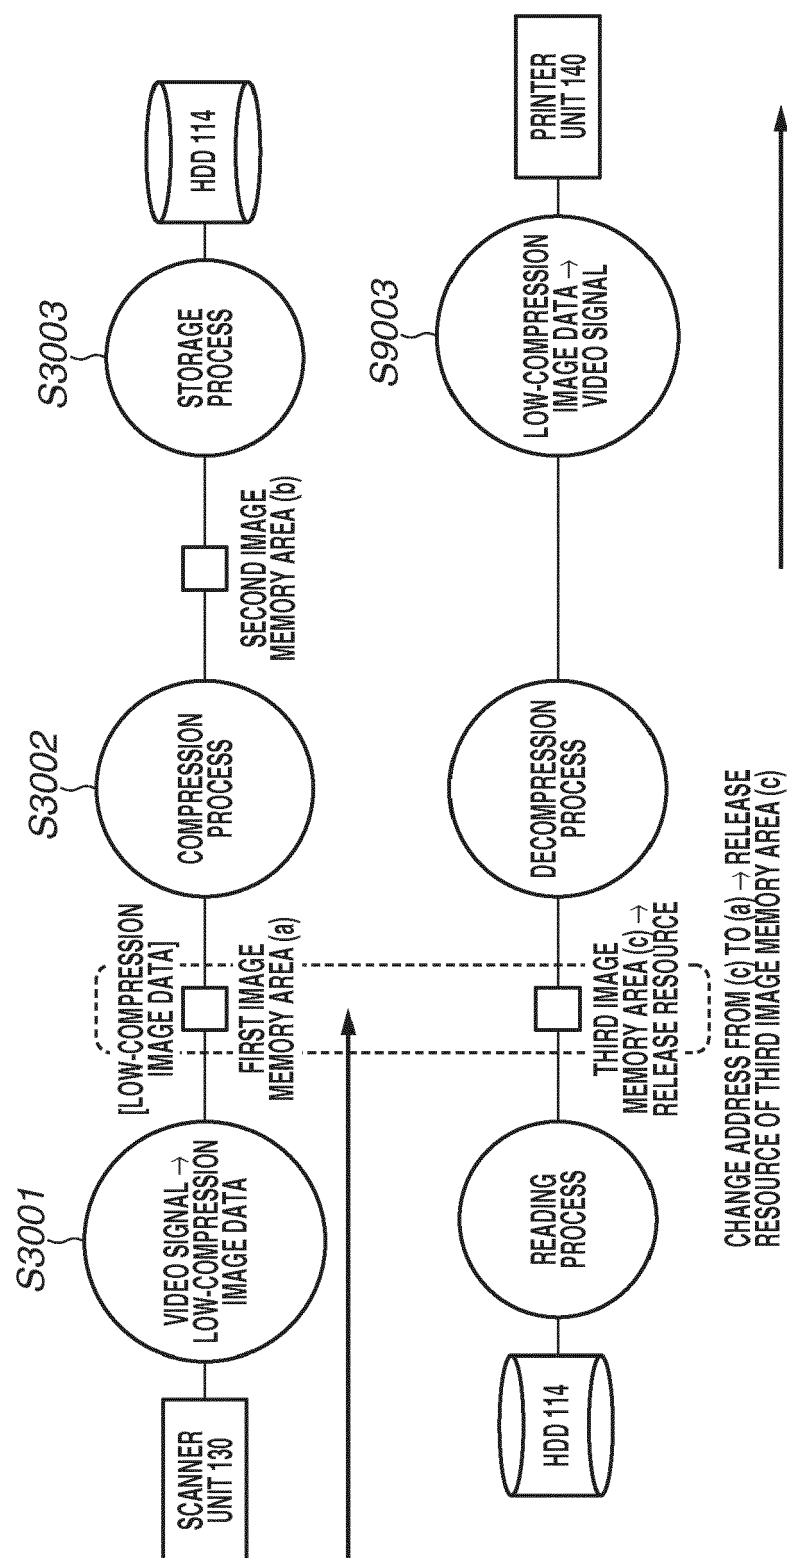 SCANNER
UNIT 130
S3001
VIDEO SIGNAL →
LOW-COMPRESSION
IMAGE DATA
[LOW-COMPRESSION
IMAGE DATA]
FIRST IMAGE
MEMORY AREA (a)
S3002
COMPRESSION
PROCESS
SECOND IMAGE
MEMORY AREA (b)
S3003
STORAGE
PROCESS
HDD 114
HDD 114
READING
PROCESS
THIRD IMAGE
MEMORY AREA (c) →
RELEASE RESOURCE
DECOMPRESSION
PROCESS
S9003
LOW-COMPRESSION
IMAGE DATA →
VIDEO SIGNAL
PRINTER
UNIT 140
CHANGE ADDRESS FROM (c) TO (a) → RELEASE
RESOURCE OF THIRD IMAGE MEMORY AREA (c)